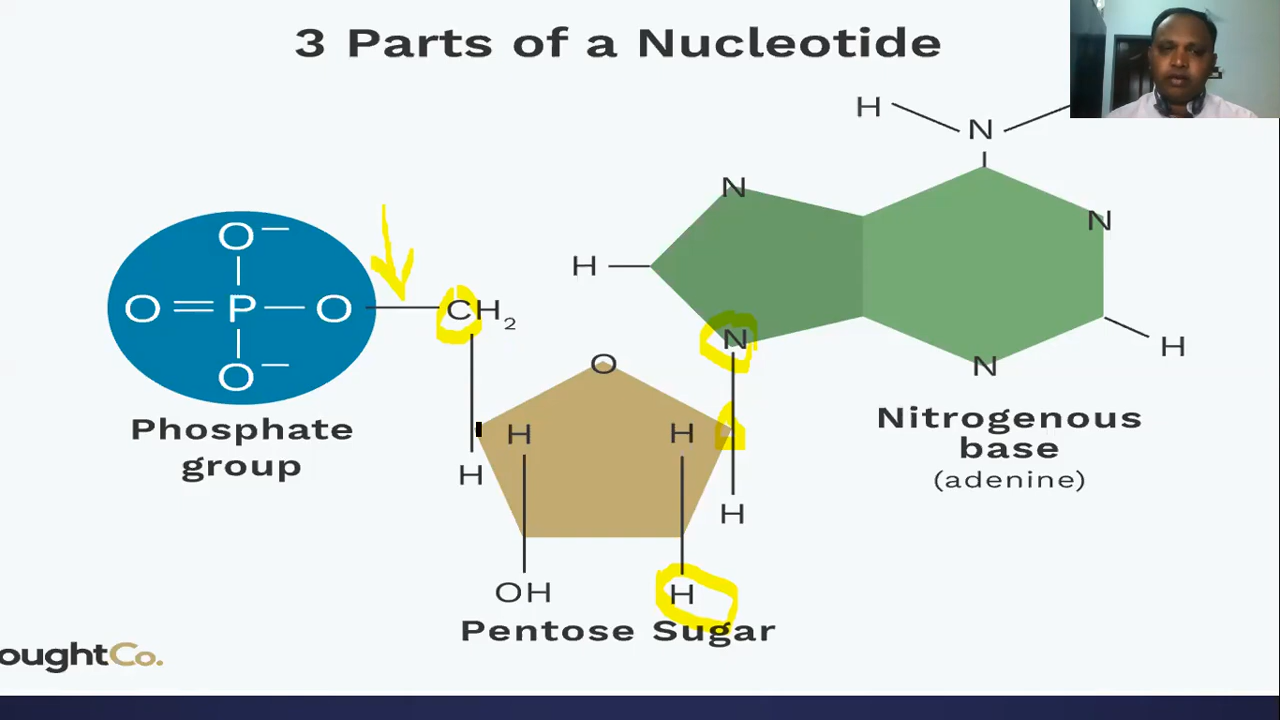 3 Parts of a Nucleotide
H
N
N
N
H
N
N
H
O−
O=P—O
O−
CH₂
O
H
H
H
H
OH
H
Phosphate
group
Pentose Sugar
Nitrogenous
base
(adenine)
oughtCo.